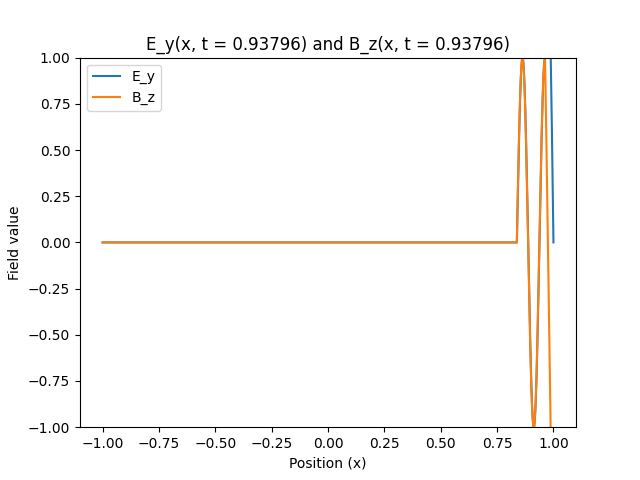 E_y(x, t = 0.93796) and B_z(x, t = 0.93796)
1.00
0.75
0.50
0.25
0.00
−0.25
−0.50
−0.75
−1.00
Field value
E_y
B_z
−1.00 −0.75 −0.50 −0.25 0.00 0.25 0.50 0.75 1.00
Position (x)